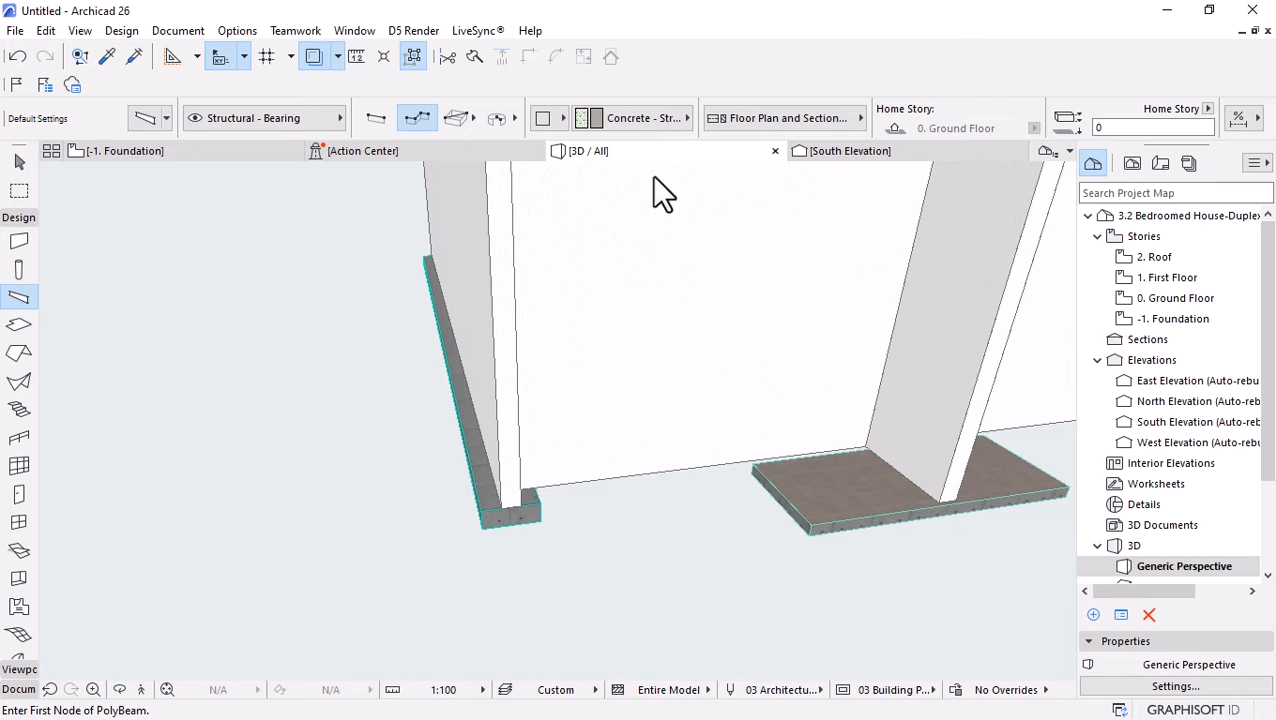 Untitled - Archicad 26
File Edit View Design Document Options Teamwork Window D5 Render LiveSync® Help
Default Settings
Structural - Bearing
Concrete - Str...
Floor Plan and Section...
Home Story:
0. Ground Floor
Home Story
0
[-1. Foundation]
[Action Center]
[3D / All]
[South Elevation]
Search Project Map
Design
3.2 Bedroomed House-Duplex
Stories
2. Roof
1. First Floor
0. Ground Floor
-1. Foundation
Sections
Elevations
East Elevation (Auto-rebu
North Elevation (Auto-rebu
South Elevation (Auto-rebu
West Elevation (Auto-rebu
Interior Elevations
Worksheets
Details
3D Documents
3D
Generic Perspective
Properties
Generic Perspective
Settings...
Viewpc
Docum
N/A
N/A
1:100
Custom
Entire Model
03 Architectu...
03 Building P...
No Overrides
Enter First Node of PolyBeam.
GRAPHISOFT ID